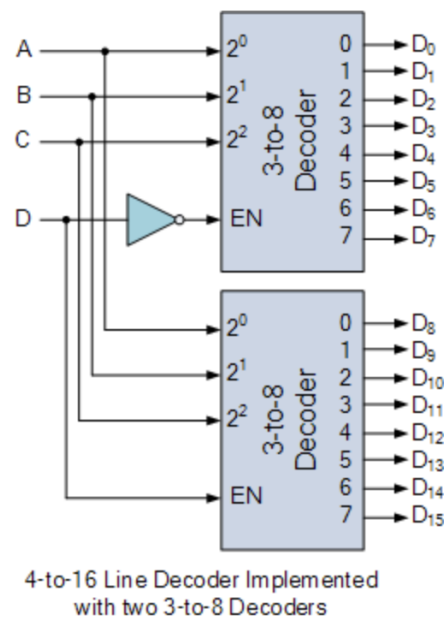 A 2⁰ 0 D₀
1 D₁
B 2¹ 2 D₂
3 D₃
C 2² 4 D₄
5 D₅
6 D₆
D EN 7 D₇
3-to-8
Decoder
2⁰ 0 D₈
1 D₉
2¹ 2 D₁₀
3 D₁₁
2² 4 D₁₂
5 D₁₃
6 D₁₄
EN 7 D₁₅
3-to-8
Decoder
4-to-16 Line Decoder Implemented
with two 3-to-8 Decoders